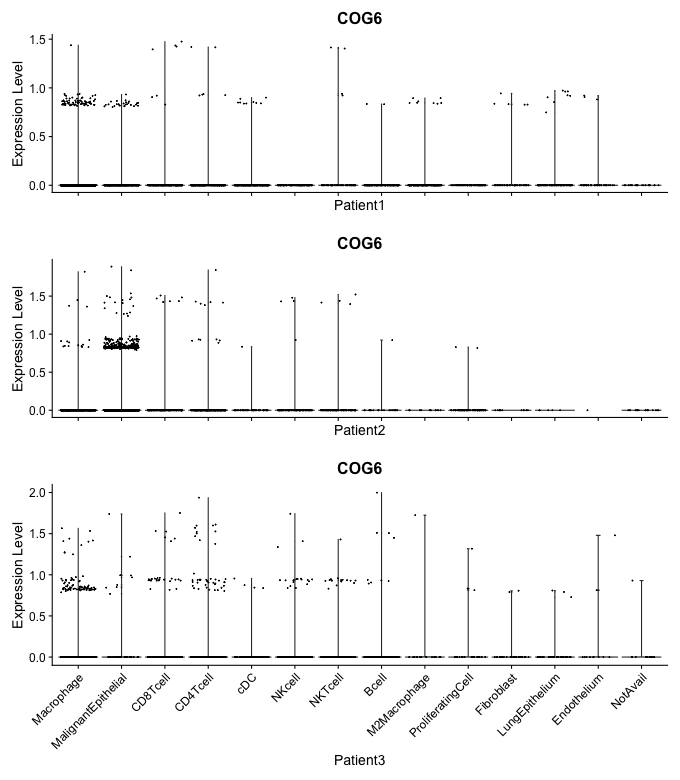 COG6
Expression Level
1.5
1.0
0.5
0.0
Patient1
COG6
Expression Level
1.5
1.0
0.5
0.0
Patient2
COG6
Expression Level
2.0
1.5
1.0
0.5
0.0
Macrophage
MalignantEpithelial
CD8Tcell
CD4Tcell
cDC
NKcell
NKTcell
Bcell
M2Macrophage
ProliferatingCell
Fibroblast
LungEpithelium
Endothelium
NotAvail
Patient3